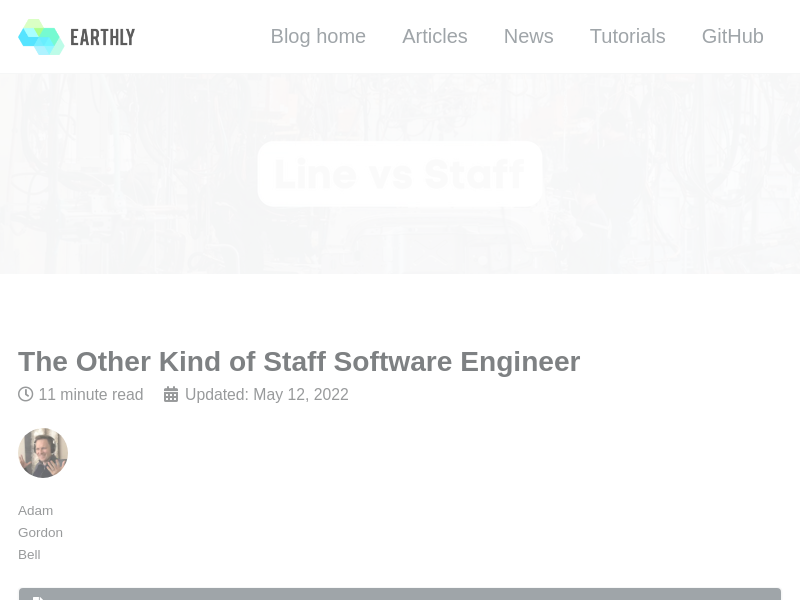 EARTHLY
Blog home Articles News Tutorials GitHub
Line vs Staff
The Other Kind of Staff Software Engineer
11 minute read Updated: May 12, 2022
Adam
Gordon
Bell